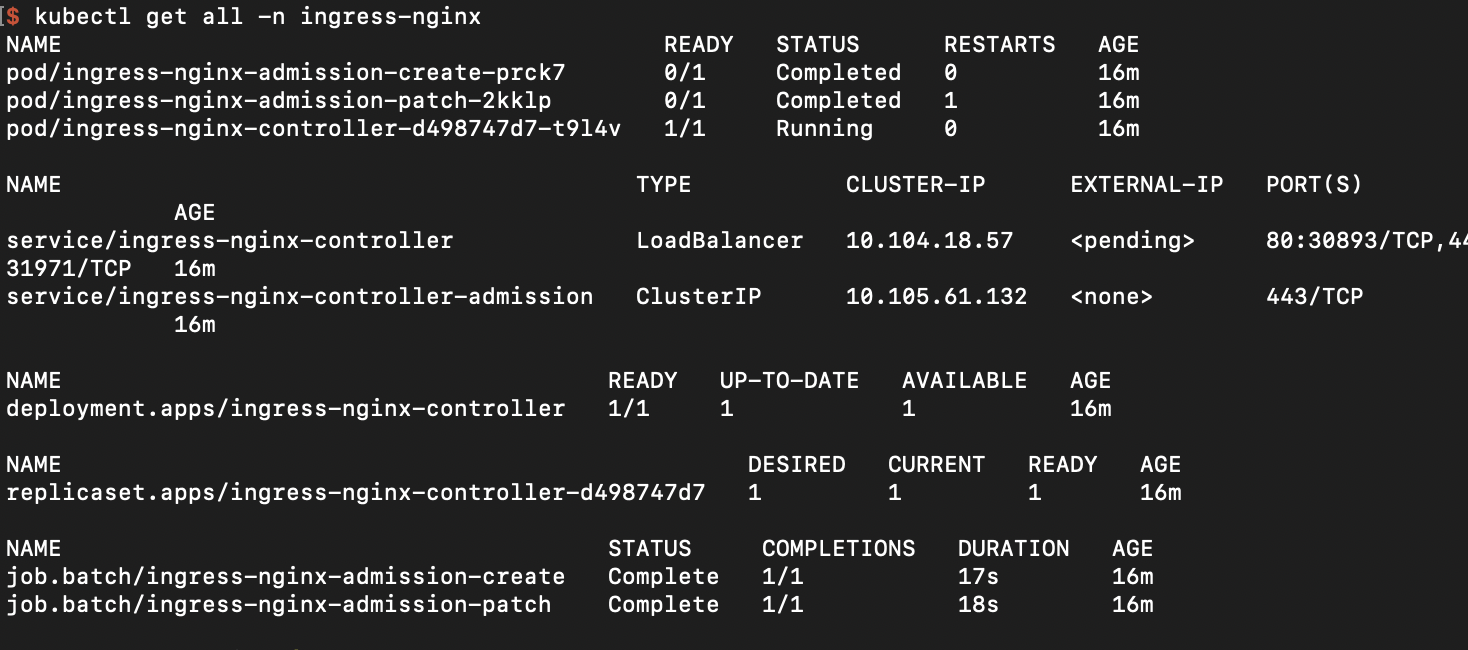 $ kubectl get all -n ingress-nginx
NAME                                           READY   STATUS      RESTARTS   AGE
pod/ingress-nginx-admission-create-prck7       0/1     Completed   0          16m
pod/ingress-nginx-admission-patch-2kklp        0/1     Completed   1          16m
pod/ingress-nginx-controller-d498747d7-t9l4v   1/1     Running     0          16m

NAME                                         TYPE           CLUSTER-IP      EXTERNAL-IP   PORT(S)
            AGE
service/ingress-nginx-controller             LoadBalancer   10.104.18.57    <pending>     80:30893/TCP,44
31971/TCP   16m
service/ingress-nginx-controller-admission   ClusterIP      10.105.61.132   <none>        443/TCP
            16m

NAME                                       READY   UP-TO-DATE   AVAILABLE   AGE
deployment.apps/ingress-nginx-controller   1/1     1            1           16m

NAME                                                 DESIRED   CURRENT   READY   AGE
replicaset.apps/ingress-nginx-controller-d498747d7   1         1         1       16m

NAME                                       STATUS     COMPLETIONS   DURATION   AGE
job.batch/ingress-nginx-admission-create   Complete   1/1           17s        16m
job.batch/ingress-nginx-admission-patch    Complete   1/1           18s        16m